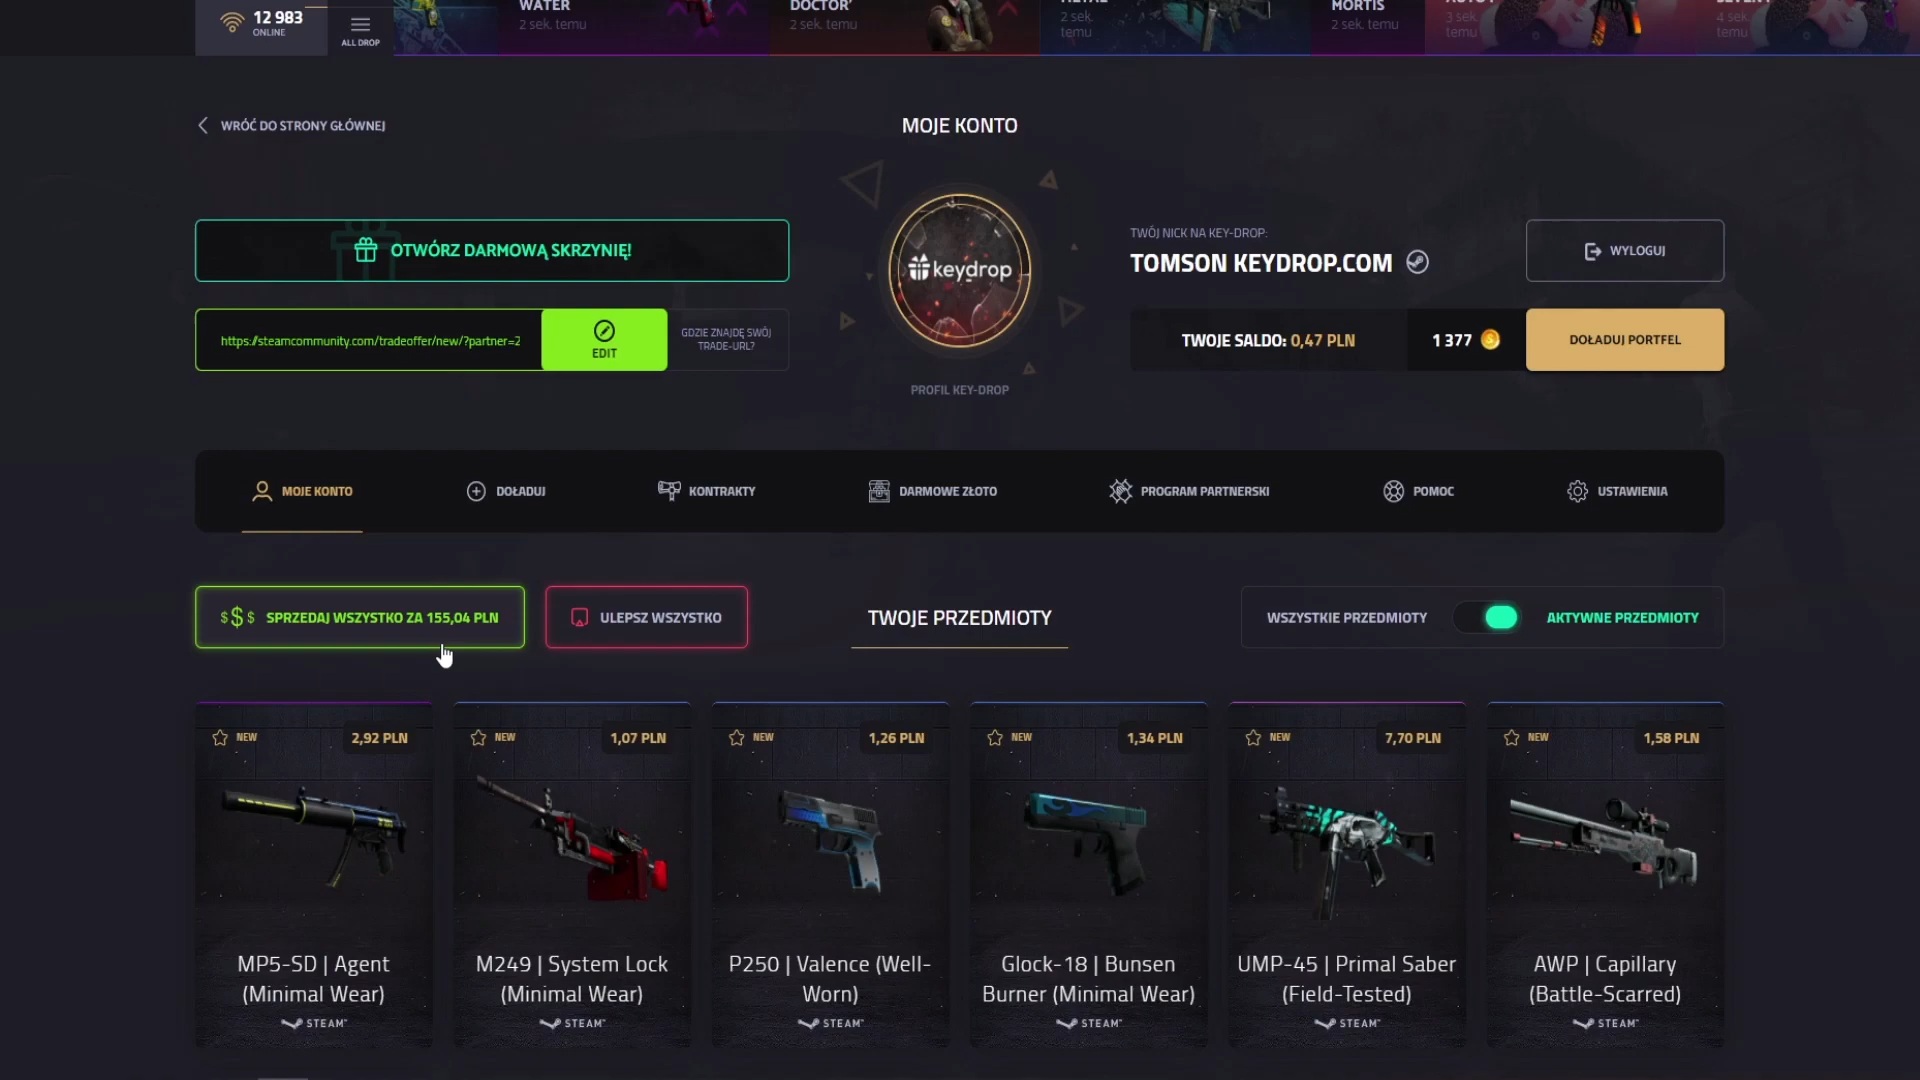 12 983
ONLINE
ALL DROP
WATER
2 sek. temu
DOCTOR'
2 sek. temu
2 sek.
temu
MORTIS
2 sek. temu
3 sek.
temu
4 sek.
temu
WRÓĆ DO STRONY GŁÓWNEJ
MOJE KONTO
OTWÓRZ DARMOWĄ SKRZYNIĘ!
https://steamcommunity.com/tradeoffer/new/?partner=2
EDIT
GDZIE ZNAJDĘ SWÓJ
TRADE-URL?
keydrop
PROFIL KEY-DROP
TWÓJ NICK NA KEY-DROP:
TOMSON KEYDROP.COM
WYLOGUJ
TWOJE SALDO: 0,47 PLN
1 377
DOŁADUJ PORTFEL
MOJE KONTO
DOŁADUJ
KONTRAKTY
DARMOWE ZŁOTO
PROGRAM PARTNERSKI
POMOC
USTAWIENIA
$$$ SPRZEDAJ WSZYSTKO ZA 155,04 PLN
ULEPSZ WSZYSTKO
TWOJE PRZEDMIOTY
WSZYSTKIE PRZEDMIOTY
AKTYWNE PRZEDMIOTY
NEW
2,92 PLN
MP5-SD | Agent
(Minimal Wear)
STEAM™
NEW
1,07 PLN
M249 | System Lock
(Minimal Wear)
STEAM™
NEW
1,26 PLN
P250 | Valence (Well-
Worn)
STEAM™
NEW
1,34 PLN
Glock-18 | Bunsen
Burner (Minimal Wear)
STEAM™
NEW
7,70 PLN
UMP-45 | Primal Saber
(Field-Tested)
STEAM™
NEW
1,58 PLN
AWP | Capillary
(Battle-Scarred)
STEAM™